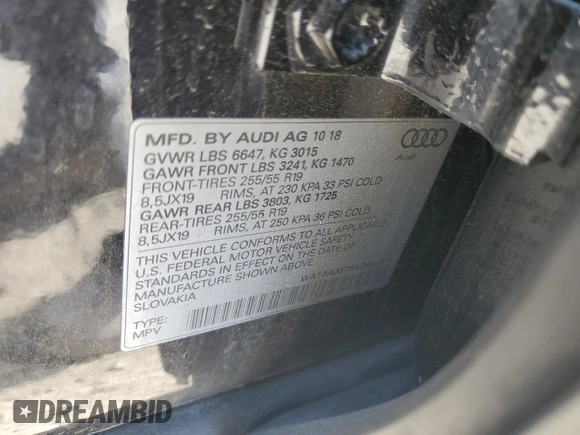 MFD. BY AUDI AG 10 18
GVWR LBS 6647, KG 3015
GAWR FRONT LBS 3241, KG 1470
FRONT-TIRES 255/55 R19
8,5JX19 RIMS, AT 230 KPA 33 PSI COLD
GAWR REAR LBS 3803, KG 1725
REAR-TIRES 255/55 R19
8,5JX19 RIMS, AT 250 KPA 36 PSI COLD
THIS VEHICLE CONFORMS TO ALL APPLICABLE
U.S. FEDERAL MOTOR VEHICLE SAFETY
STANDARDS IN EFFECT ON THE DATE OF
MANUFACTURE SHOWN ABOVE.
SLOVAKIA
TYPE:
MPV
Audi
DREAMBID